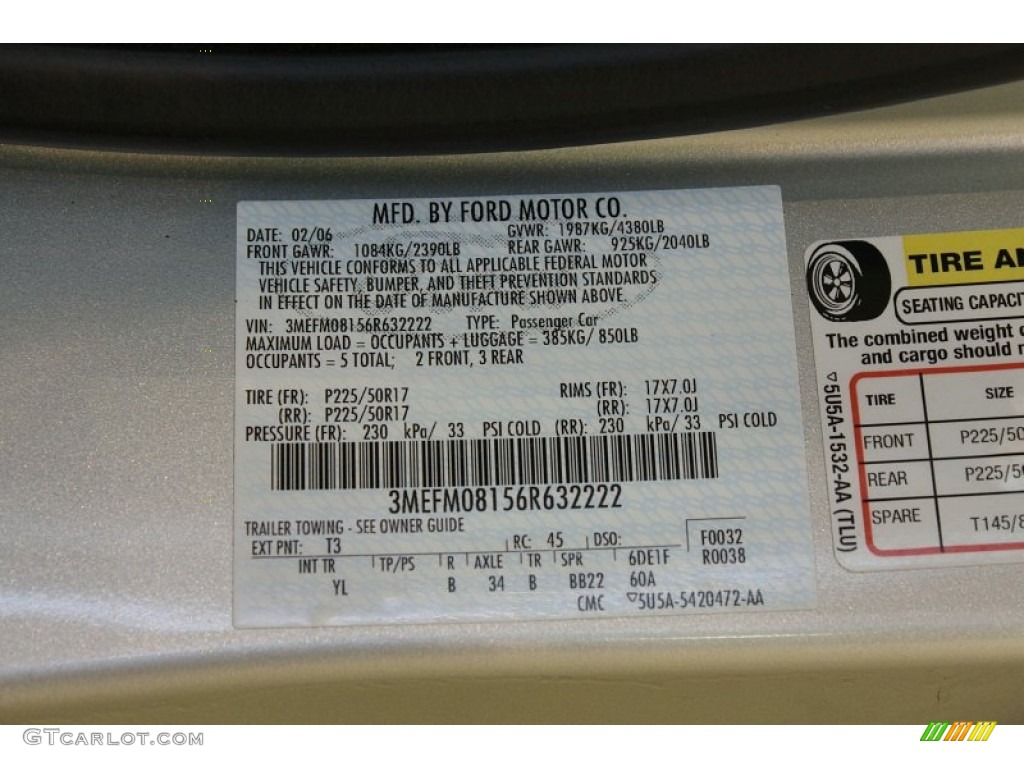 MFD. BY FORD MOTOR CO.
DATE: 02/06 GVWR: 1987KG/4380LB
FRONT GAWR: 1084KG/2390LB REAR GAWR: 925KG/2040LB
THIS VEHICLE CONFORMS TO ALL APPLICABLE FEDERAL MOTOR
VEHICLE SAFETY, BUMPER, AND THEFT PREVENTION STANDARDS
IN EFFECT ON THE DATE OF MANUFACTURE SHOWN ABOVE.
VIN: 3MEFM08156R632222 TYPE: Passenger Car
MAXIMUM LOAD = OCCUPANTS + LUGGAGE = 385KG/ 850LB
OCCUPANTS = 5 TOTAL; 2 FRONT, 3 REAR
TIRE (FR): P225/50R17 RIMS (FR): 17X7.0J
(RR): P225/50R17 (RR): 17X7.0J
PRESSURE (FR): 230 kPa/ 33 PSI COLD (RR): 230 kPa/ 33 PSI COLD
3MEFM08156R632222
TRAILER TOWING - SEE OWNER GUIDE
EXT PNT: T3 RC: 45 DSO: F0032
INT TR TP/PS R AXLE TR SPR 6DE1F R0038
YL B 34 B BB22 60A
CMC ▽5U5A-5420472-AA
TIRE A
SEATING CAPACIT
The combined weight
and cargo should
▽5U5A-1532-AA (TLU)
TIRE SIZE
FRONT P225/50
REAR P225/5
SPARE T145/8
GTCarlot.com